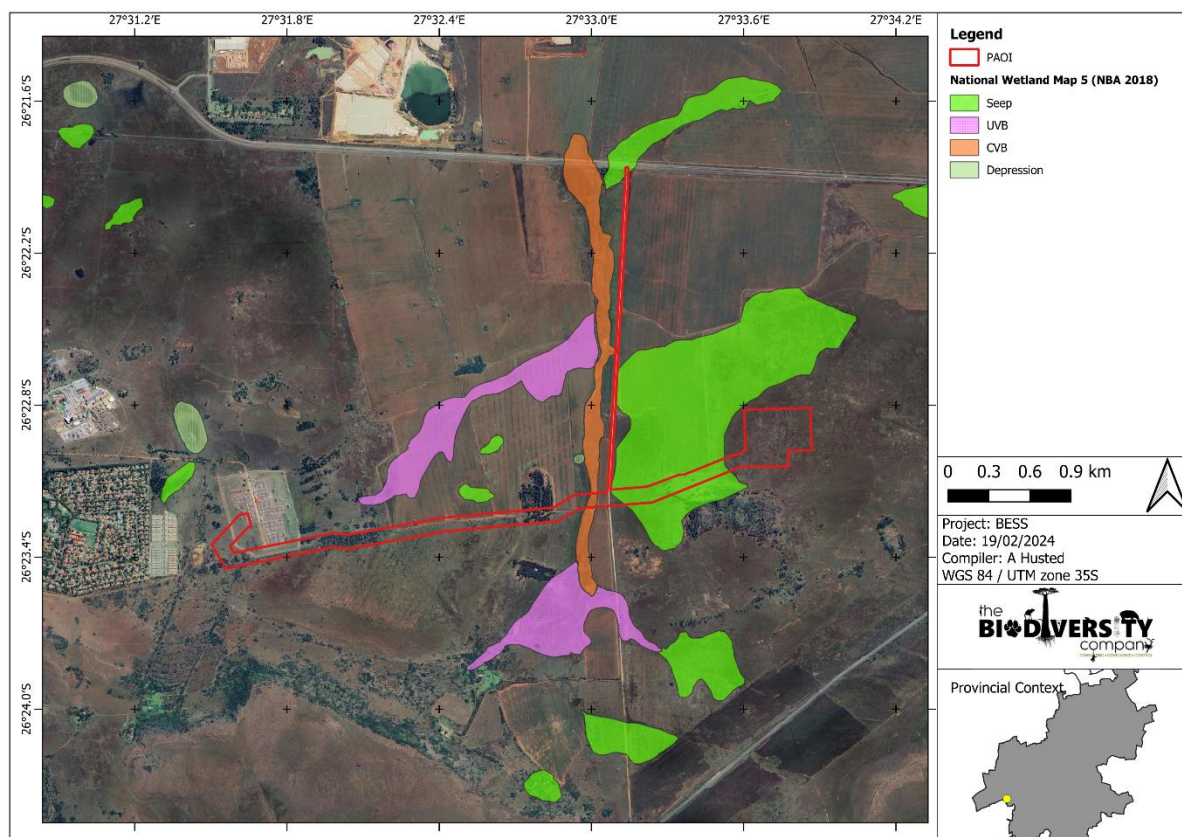 27°31.2'E 27°31.8'E 27°32.4'E 27°33.0'E 27°33.6'E 27°34.2'E
26°21.6'S
26°22.2'S
26°22.8'S
26°23.4'S
26°24.0'S
Legend
PAOI
National Wetland Map 5 (NBA 2018)
Seep
UVB
CVB
Depression
0 0.3 0.6 0.9 km
Project: BESS
Date: 19/02/2024
Compiler: A Husted
WGS 84 / UTM zone 35S
the
BIODIVERSITY
company
Provincial Context